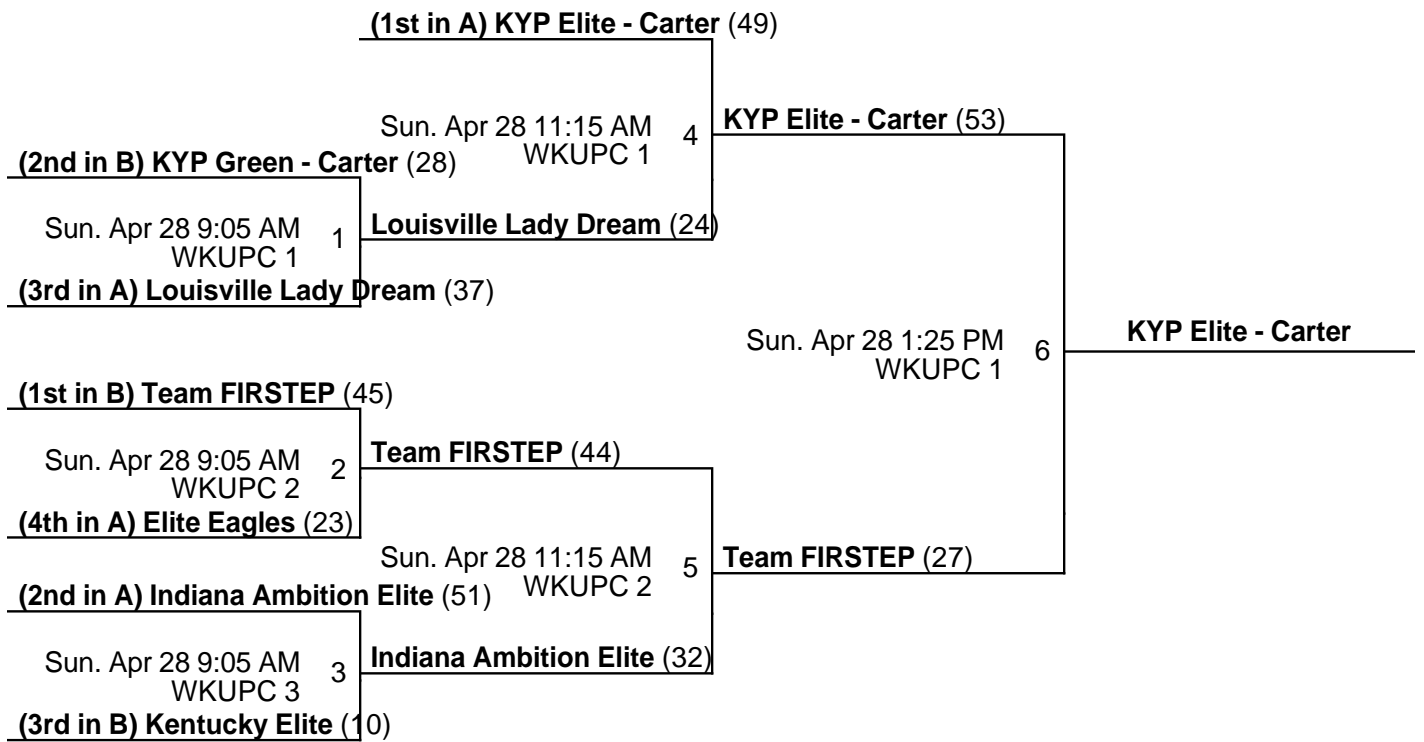 (1st in A) KYP Elite - Carter (49)
Sun. Apr 28 11:15 AM 4
WKUPC 1
KYP Elite - Carter (53)
(2nd in B) KYP Green - Carter (28)
Sun. Apr 28 9:05 AM 1
WKUPC 1
Louisville Lady Dream (24)
(3rd in A) Louisville Lady Dream (37)
Sun. Apr 28 1:25 PM 6
WKUPC 1
KYP Elite - Carter
(1st in B) Team FIRSTEP (45)
Sun. Apr 28 9:05 AM 2
WKUPC 2
Team FIRSTEP (44)
(4th in A) Elite Eagles (23)
Sun. Apr 28 11:15 AM 5
WKUPC 2
Team FIRSTEP (27)
(2nd in A) Indiana Ambition Elite (51)
Sun. Apr 28 9:05 AM 3
WKUPC 3
Indiana Ambition Elite (32)
(3rd in B) Kentucky Elite (10)